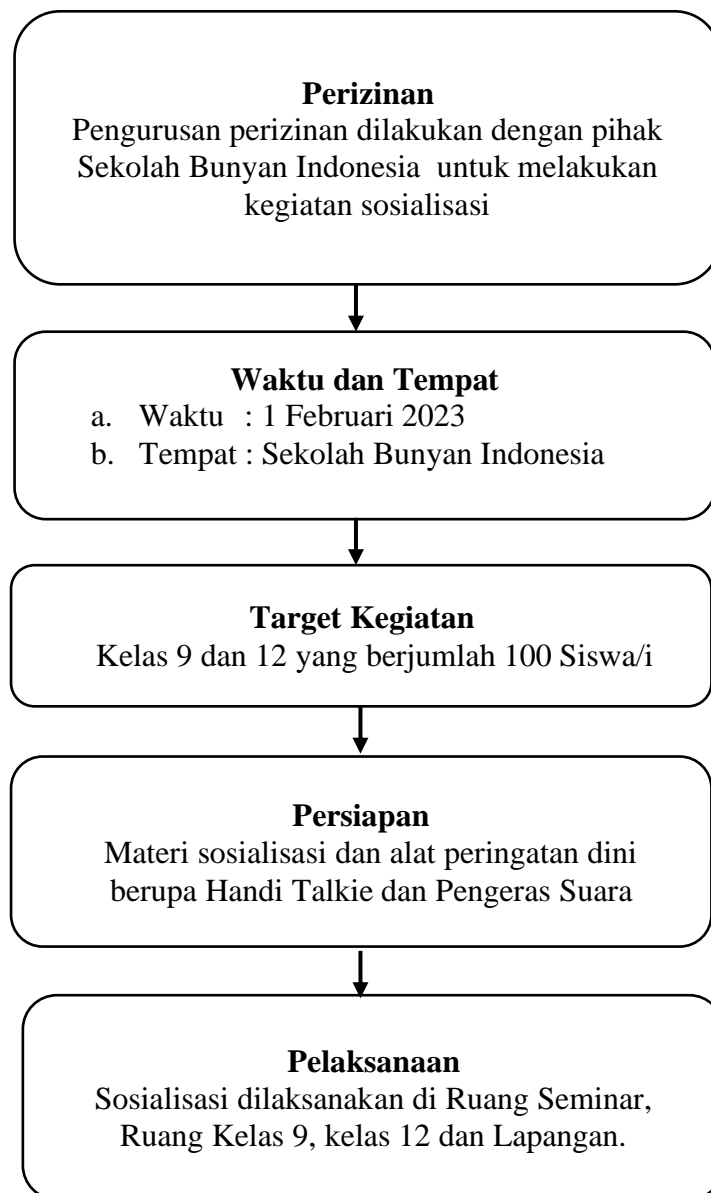 Perizinan
Pengurusan perizinan dilakukan dengan pihak
Sekolah Bunyan Indonesia  untuk melakukan
kegiatan sosialisasi
Waktu dan Tempat
a. Waktu : 1 Februari 2023
b. Tempat : Sekolah Bunyan Indonesia
Target Kegiatan
Kelas 9 dan 12 yang berjumlah 100 Siswa/i
Persiapan
Materi sosialisasi dan alat peringatan dini
berupa Handi Talkie dan Pengeras Suara
Pelaksanaan
Sosialisasi dilaksanakan di Ruang Seminar,
Ruang Kelas 9, kelas 12 dan Lapangan.